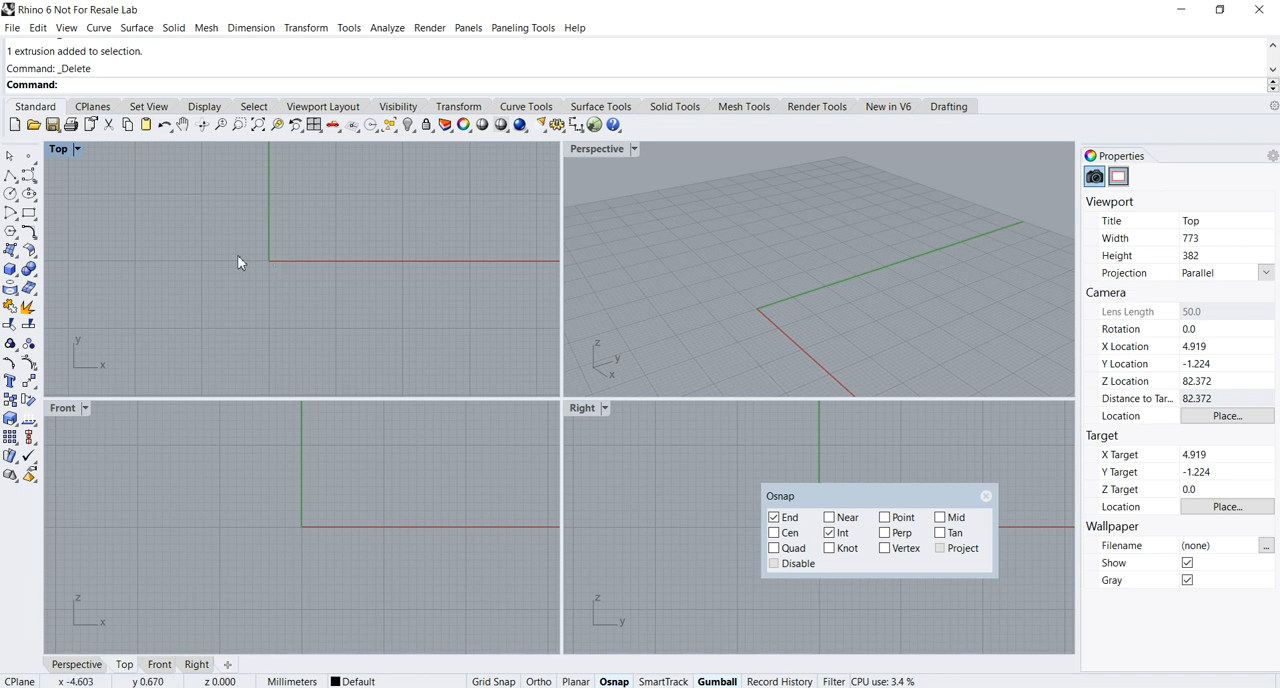 Rhino 6 Not For Resale Lab
File Edit View Curve Surface Solid Mesh Dimension Transform Tools Analyze Render Panels Paneling Tools Help
1 extrusion added to selection.
Command: _Delete
Command:
Standard CPlanes Set View Display Select Viewport Layout Visibility Transform Curve Tools Surface Tools Solid Tools Mesh Tools Render Tools New in V6 Drafting
Top
y
x
Perspective
z
y
x
Front
z
x
Right
z
y
Osnap
End Near Point Mid
Cen Int Perp Tan
Quad Knot Vertex Project
Disable
Properties
Viewport
Title Top
Width 773
Height 382
Projection Parallel
Camera
Lens Length 50.0
Rotation 0.0
X Location 4.919
Y Location -1.224
Z Location 82.372
Distance to Tar... 82.372
Location Place...
Target
X Target 4.919
Y Target -1.224
Z Target 0.0
Location Place...
Wallpaper
Filename (none) ...
Show
Gray
Perspective Top Front Right
CPlane x -4.603 y 0.670 z 0.000 Millimeters Default Grid Snap Ortho Planar Osnap SmartTrack Gumball Record History Filter CPU use: 3.4 %